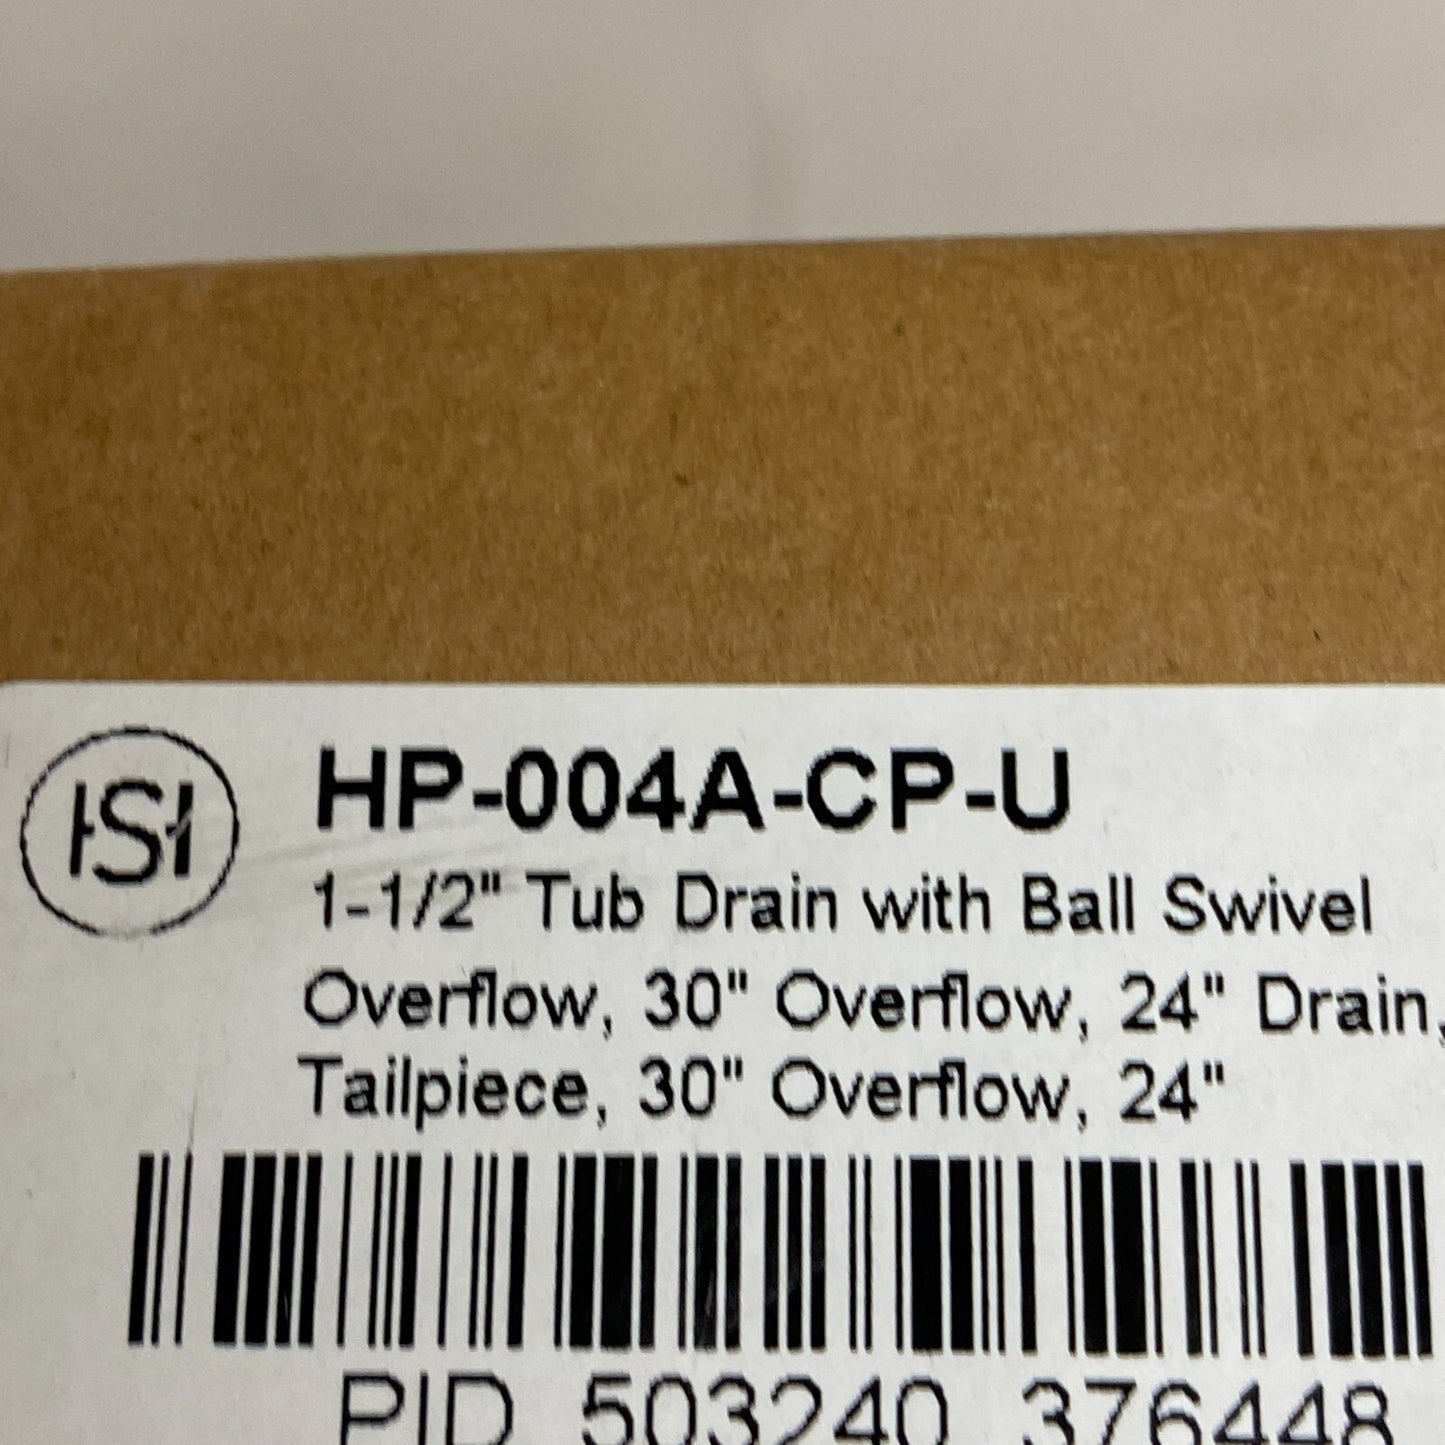 HSH
HP-004A-CP-U
1-1/2" Tub Drain with Ball Swivel
Overflow, 30" Overflow, 24" Drain,
Tailpiece, 30" Overflow, 24"
PID 503240 376448